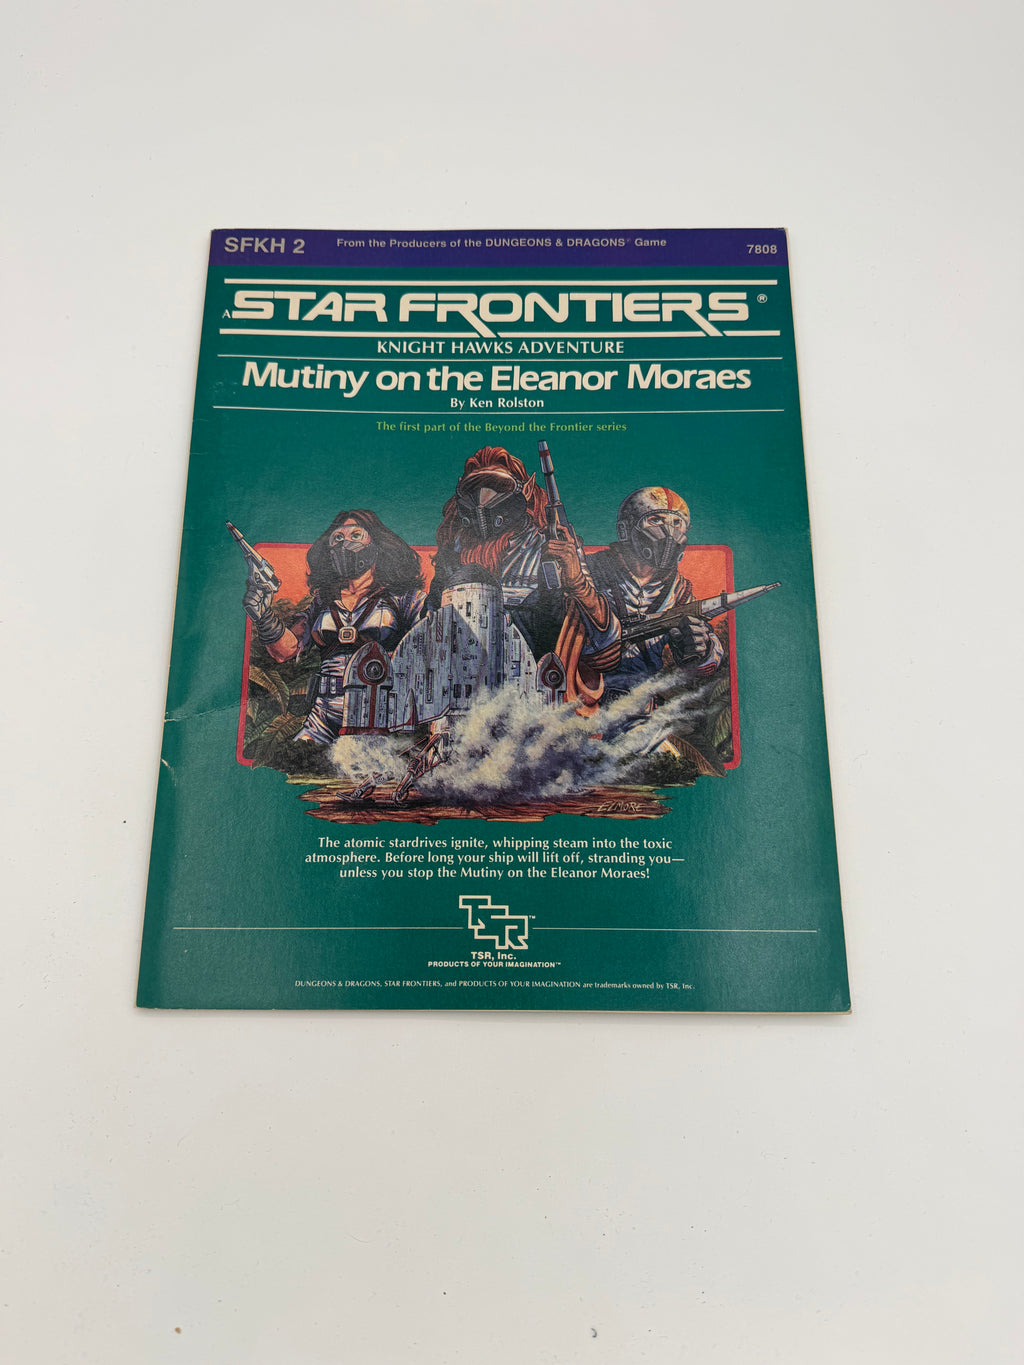 SFKH 2
From the Producers of the DUNGEONS & DRAGONS® Game
7808
A STAR FRONTIERS®
KNIGHT HAWKS ADVENTURE
Mutiny on the Eleanor Moraes
By Ken Rolston
The first part of the Beyond the Frontier series
ELMORE
The atomic stardrives ignite, whipping steam into the toxic
atmosphere. Before long your ship will lift off, stranding you—
unless you stop the Mutiny on the Eleanor Moraes!
TSR™
TSR, Inc.
PRODUCTS OF YOUR IMAGINATION™
DUNGEONS & DRAGONS, STAR FRONTIERS, and PRODUCTS OF YOUR IMAGINATION are trademarks owned by TSR, Inc.